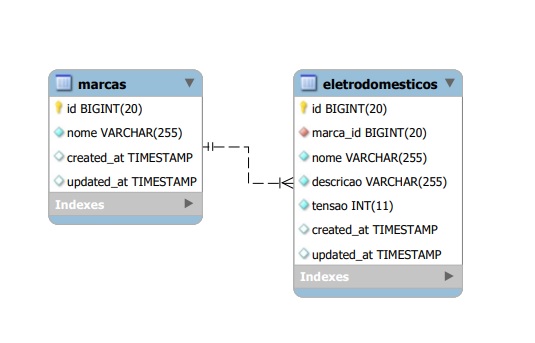 marcas
id BIGINT(20)
nome VARCHAR(255)
created_at TIMESTAMP
updated_at TIMESTAMP
Indexes
eletrodomesticos
id BIGINT(20)
marca_id BIGINT(20)
nome VARCHAR(255)
descricao VARCHAR(255)
tensao INT(11)
created_at TIMESTAMP
updated_at TIMESTAMP
Indexes